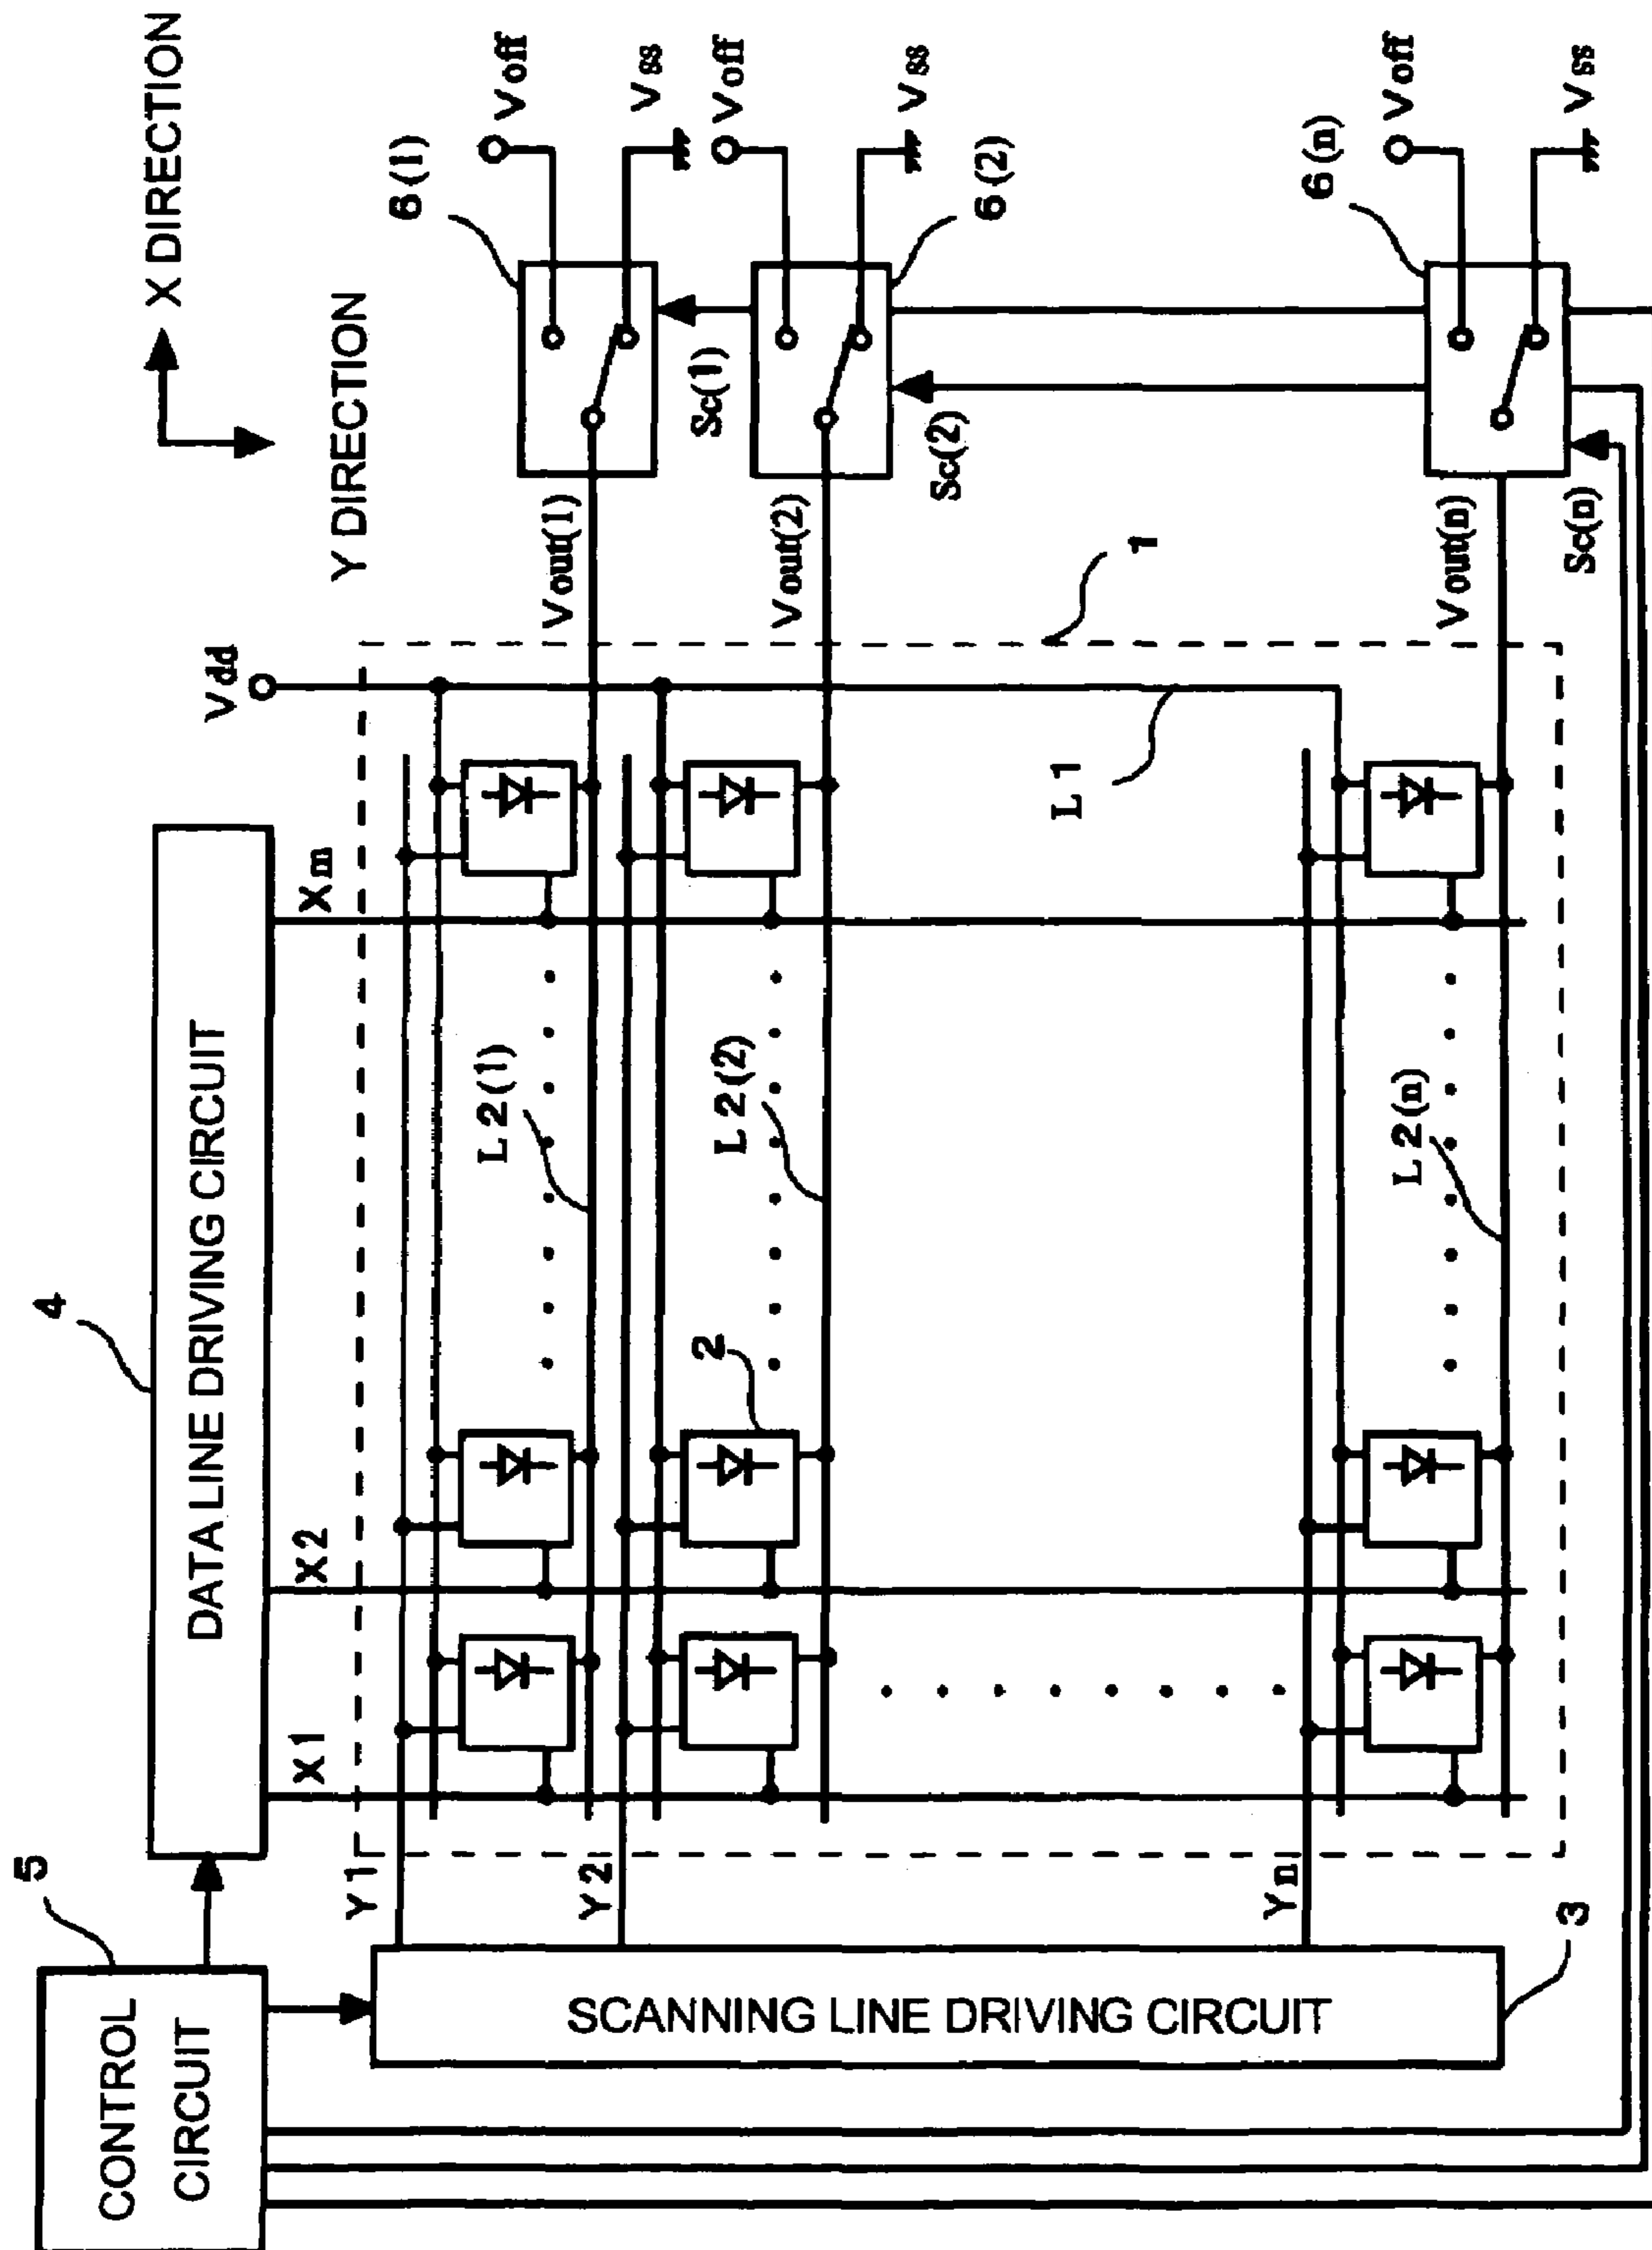 X DIRECTION
Y DIRECTION
5
CONTROL
CIRCUIT
4
DATA LINE DRIVING CIRCUIT
X1
X2
Xm
Vdd
Y1
Y2
Yn
SCANNING LINE DRIVING CIRCUIT
3
2
1
L1
L2(1)
L2(2)
L2(n)
Vout(1)
Vout(2)
Vout(n)
6(1)
6(2)
6(n)
Sc(1)
Sc(2)
Sc(n)
Voff
Vss
Voff
Vss
Voff
Vss